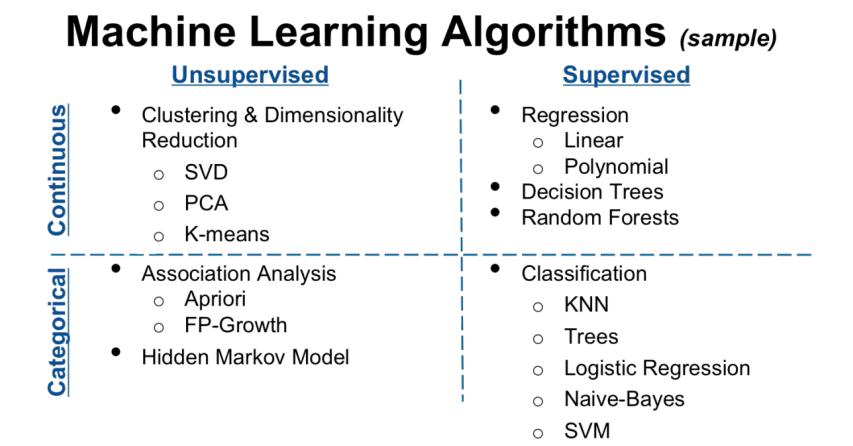 Machine Learning Algorithms (sample)
Unsupervised
Supervised
Continuous
• Clustering & Dimensionality
Reduction
o SVD
o PCA
o K-means
• Regression
o Linear
o Polynomial
• Decision Trees
• Random Forests
Categorical
• Association Analysis
o Apriori
o FP-Growth
• Hidden Markov Model
• Classification
o KNN
o Trees
o Logistic Regression
o Naive-Bayes
o SVM